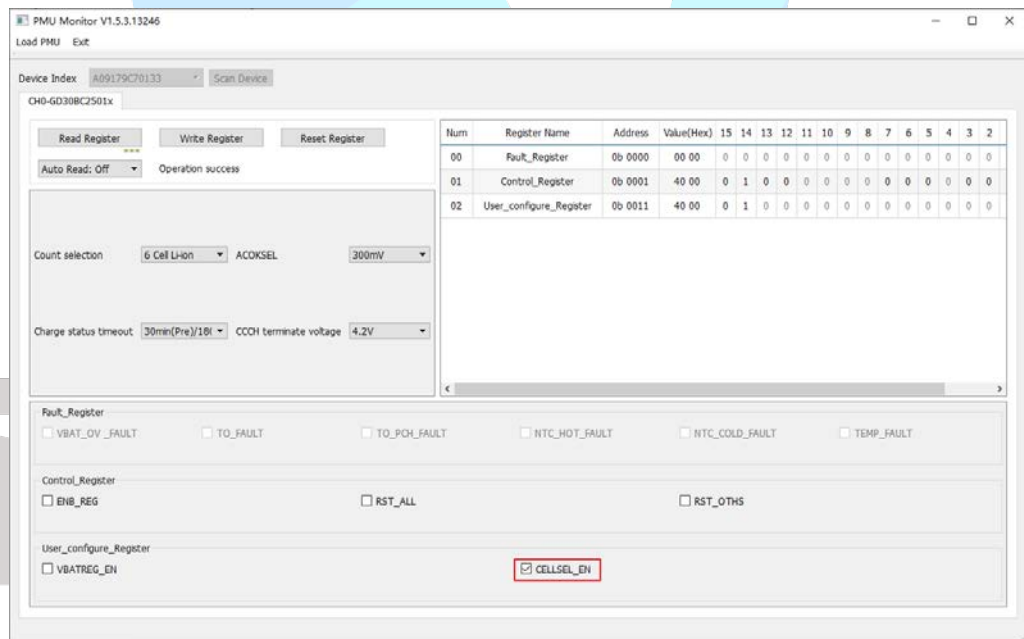 PMU Monitor V1.5.3.13246
Load PMU Exit
Device Index A09179C70133 Scan Device
CH0-GD30BC2501x
Read Register Write Register Reset Register
Auto Read: Off Operation success
Count selection 6 Cell Li-ion ACOKSEL 300mV
Charge status timeout 30min(Pre)/18( CCCH terminate voltage 4.2V
Num Register Name Address Value(Hex) 15 14 13 12 11 10 9 8 7 6 5 4 3 2
00 Fault_Register 0b 0000 00 00 0 0 0 0 0 0 0 0 0 0 0 0 0 0
01 Control_Register 0b 0001 40 00 0 1 0 0 0 0 0 0 0 0 0 0 0 0
02 User_configure_Register 0b 0011 40 00 0 1 0 0 0 0 0 0 0 0 0 0 0 0
Fault_Register
VBAT_OV _FAULT TO_FAULT TO_PCH_FAULT NTC_HOT_FAULT NTC_COLD_FAULT TEMP_FAULT
Control_Register
ENB_REG RST_ALL RST_OTHS
User_configure_Register
VBATREG_EN CELLSEL_EN